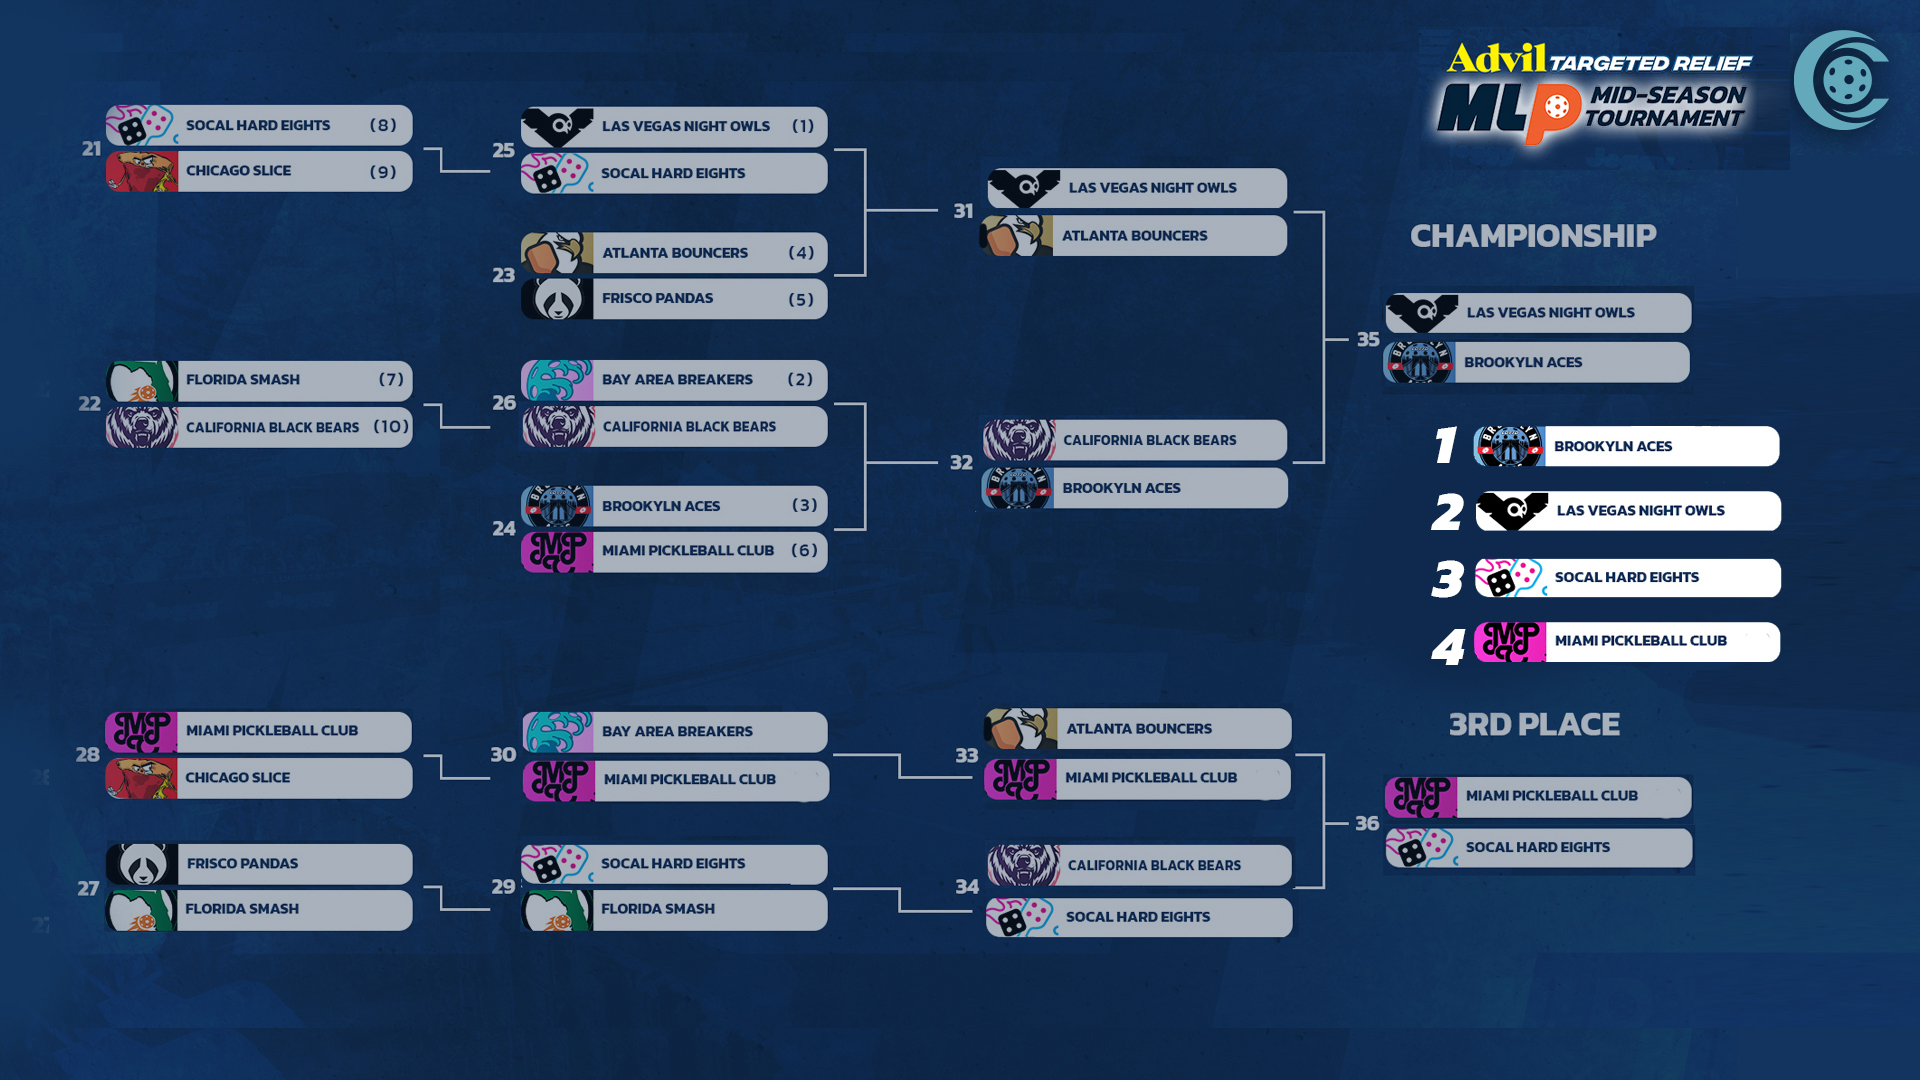 Advil TARGETED RELIEF
MLP MID-SEASON
TOURNAMENT
21
SOCAL HARD EIGHTS (8)
CHICAGO SLICE (9)
25
LAS VEGAS NIGHT OWLS (1)
SOCAL HARD EIGHTS
23
ATLANTA BOUNCERS (4)
FRISCO PANDAS (5)
22
FLORIDA SMASH (7)
CALIFORNIA BLACK BEARS (10)
26
BAY AREA BREAKERS (2)
CALIFORNIA BLACK BEARS
24
BROOKYLN ACES (3)
MIAMI PICKLEBALL CLUB (6)
31
LAS VEGAS NIGHT OWLS
ATLANTA BOUNCERS
32
CALIFORNIA BLACK BEARS
BROOKYLN ACES
CHAMPIONSHIP
35
LAS VEGAS NIGHT OWLS
BROOKYLN ACES
1 BROOKYLN ACES
2 LAS VEGAS NIGHT OWLS
3 SOCAL HARD EIGHTS
4 MIAMI PICKLEBALL CLUB
28
MIAMI PICKLEBALL CLUB
CHICAGO SLICE
27
FRISCO PANDAS
FLORIDA SMASH
30
BAY AREA BREAKERS
MIAMI PICKLEBALL CLUB
29
SOCAL HARD EIGHTS
FLORIDA SMASH
33
ATLANTA BOUNCERS
MIAMI PICKLEBALL CLUB
34
CALIFORNIA BLACK BEARS
SOCAL HARD EIGHTS
3RD PLACE
36
MIAMI PICKLEBALL CLUB
SOCAL HARD EIGHTS